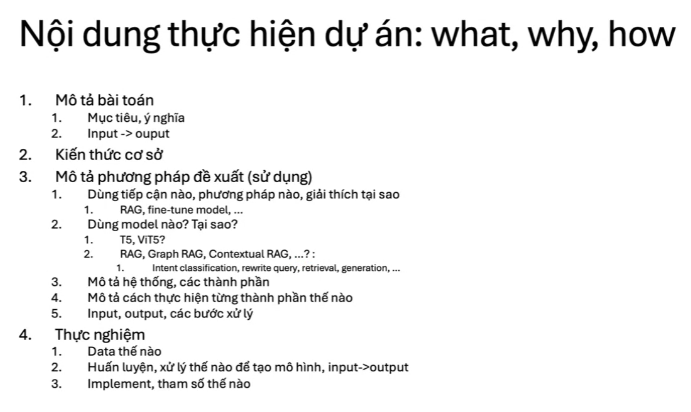 Nội dung thực hiện dự án: what, why, how
1. Mô tả bài toán
1. Mục tiêu, ý nghĩa
2. Input -> ouput
2. Kiến thức cơ sở
3. Mô tả phương pháp đề xuất (sử dụng)
1. Dùng tiếp cận nào, phương pháp nào, giải thích tại sao
1. RAG, fine-tune model, ...
2. Dùng model nào? Tại sao?
1. T5, ViT5?
2. RAG, Graph RAG, Contextual RAG, ...? :
1. Intent classification, rewrite query, retrieval, generation, ...
3. Mô tả hệ thống, các thành phần
4. Mô tả cách thực hiện từng thành phần thế nào
5. Input, output, các bước xử lý
4. Thực nghiệm
1. Data thế nào
2. Huấn luyện, xử lý thế nào để tạo mô hình, input->output
3. Implement, tham số thế nào